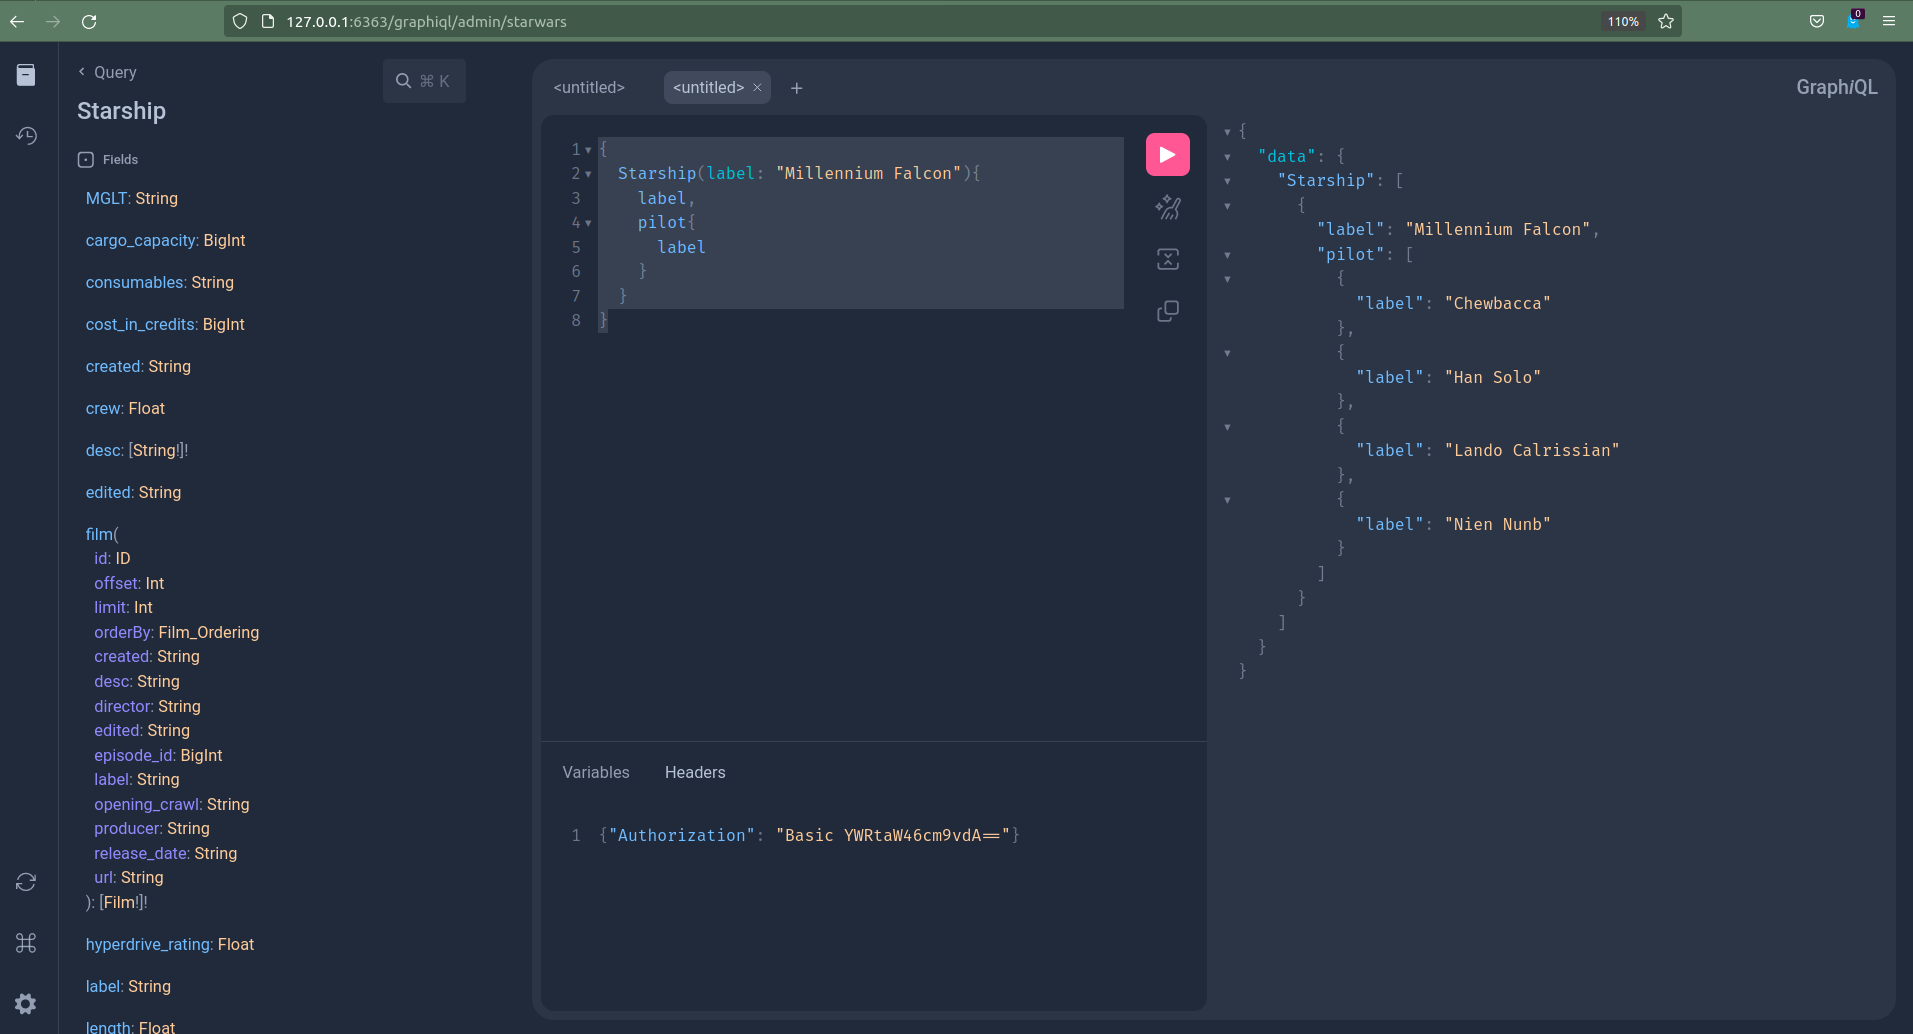 127.0.0.1:6363/graphiql/admin/starwars
110%
0
Query
⌘ K
Starship
Fields
MGLT: String
cargo_capacity: BigInt
consumables: String
cost_in_credits: BigInt
created: String
crew: Float
desc: [String!]!
edited: String
film(
id: ID
offset: Int
limit: Int
orderBy: Film_Ordering
created: String
desc: String
director: String
edited: String
episode_id: BigInt
label: String
opening_crawl: String
producer: String
release_date: String
url: String
): [Film!]!
hyperdrive_rating: Float
label: String
length: Float
<untitled>
<untitled>
GraphiQL
1 {
2 Starship(label: "Millennium Falcon"){
3 label,
4 pilot{
5 label
6 }
7 }
8 }
Variables
Headers
1 {"Authorization": "Basic YWRtaW46cm9vdA=="}
{
"data": {
"Starship": [
{
"label": "Millennium Falcon",
"pilot": [
{
"label": "Chewbacca"
},
{
"label": "Han Solo"
},
{
"label": "Lando Calrissian"
},
{
"label": "Nien Nunb"
}
]
}
]
}
}